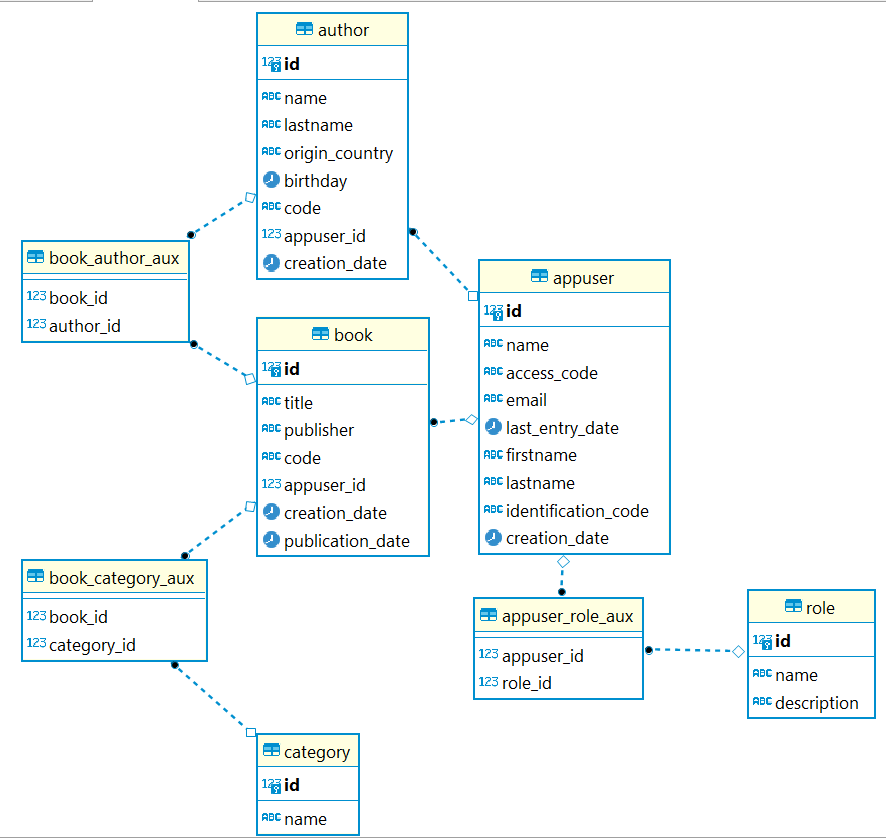 author
123 id
ABC name
ABC lastname
ABC origin_country
birthday
ABC code
123 appuser_id
creation_date
book_author_aux
123 book_id
123 author_id
book
123 id
ABC title
ABC publisher
ABC code
123 appuser_id
creation_date
publication_date
appuser
123 id
ABC name
ABC access_code
ABC email
last_entry_date
ABC firstname
ABC lastname
ABC identification_code
creation_date
book_category_aux
123 book_id
123 category_id
appuser_role_aux
123 appuser_id
123 role_id
role
123 id
ABC name
ABC description
category
123 id
ABC name